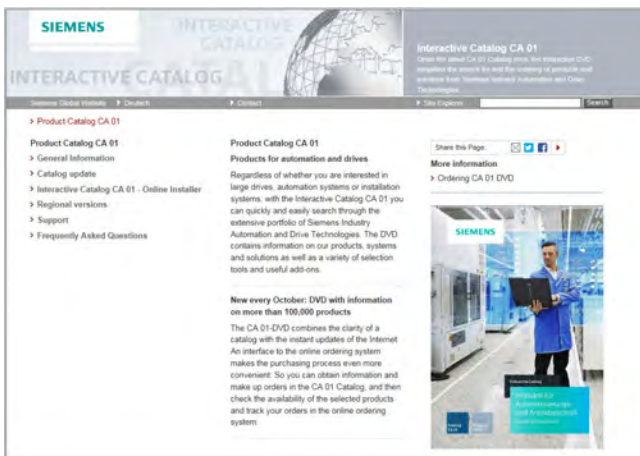 SIEMENS
INTERACTIVE
CATALOG
INTERACTIVE CATALOG
Interactive Catalog CA 01
Siemens Global Website
Deutsch
Contact
Site Explorer
Search
Product Catalog CA 01
Product Catalog CA 01
General Information
Catalog update
Interactive Catalog CA 01 - Online Installer
Regional versions
Support
Frequently Asked Questions
Product Catalog CA 01
Products for automation and drives
Regardless of whether you are interested in
large drives, automation systems or installation
systems, with the Interactive Catalog CA 01 you
can quickly and easily search through the
extensive portfolio of Siemens Industry
Automation and Drive Technologies. The DVD
contains information on our products, systems
and solutions as well as a variety of selection
tools and useful add-ons.
New every October: DVD with information
on more than 100,000 products
The CA 01-DVD combines the clarity of a
catalog with the instant updates of the Internet
An interface to the online ordering system
makes the purchasing process even more
convenient: So you can obtain information and
make up orders in the CA 01 Catalog, and then
check the availability of the selected products
and track your orders in the online ordering
system
Share this Page:
More information
Ordering CA 01 DVD
SIEMENS